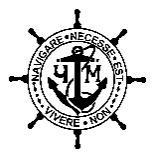 NAVIGARE • NECESSE • EST
ЧМ
VIVERE • NON